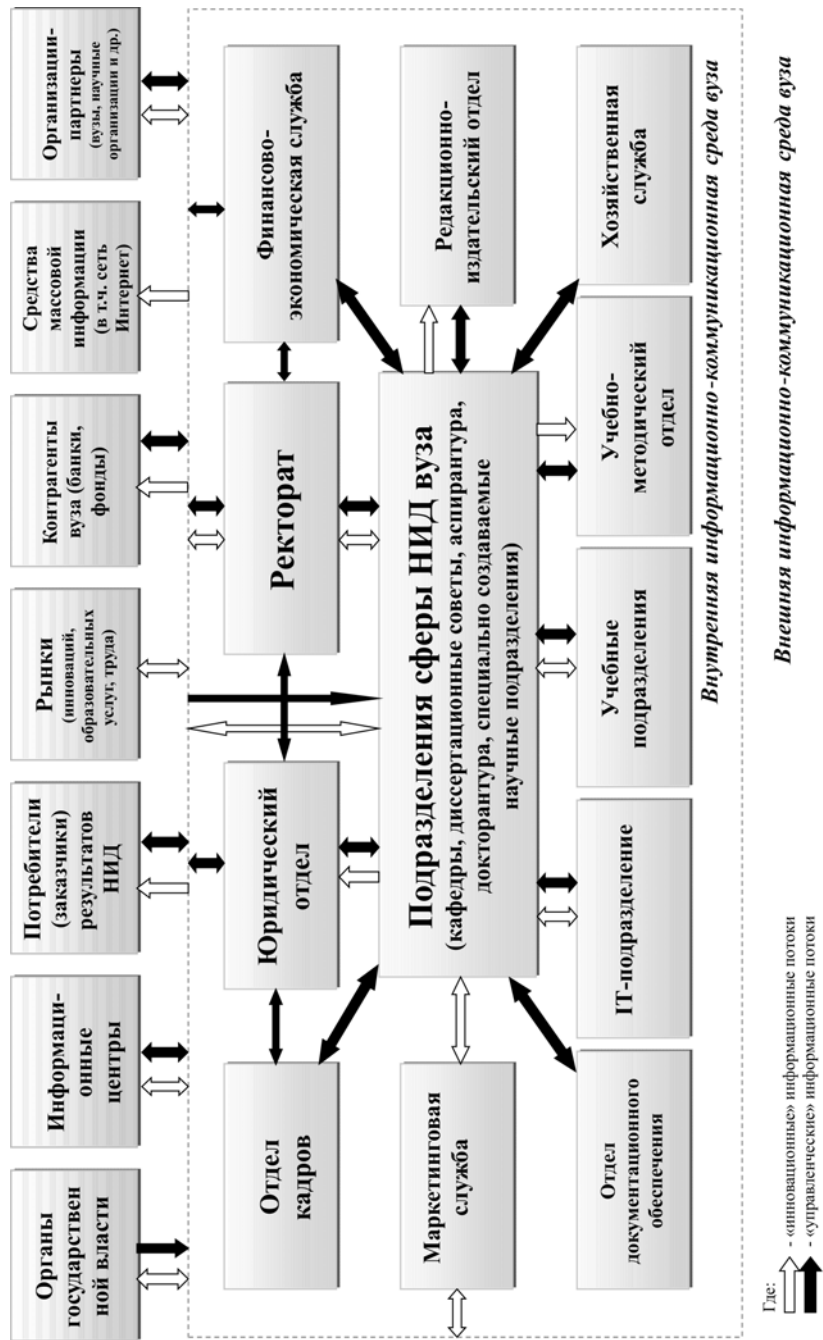 Органы
государствен
ной власти
Информаци-
онные
центры
Потребители
(заказчики)
результатов
НИД
Рынки
(инноваций,
образовательных
услуг, труда)
Контрагенты
вуза (банки,
фонды)
Средства
массовой
информации
(в т.ч. сеть
Интернет)
Организации-
партнеры
(вузы, научные
организации и др.)
Отдел
кадров
Юридический
отдел
Ректорат
Финансово-
экономическая служба
Маркетинговая
служба
Подразделения сферы НИД вуза
(кафедры, диссертационные советы, аспирантура,
докторантура, специально создаваемые
научные подразделения)
Редакционно-
издательский отдел
Отдел
документационного
обеспечения
IT-подразделение
Учебные
подразделения
Учебно-
методический
отдел
Хозяйственная
служба
Внутренняя информационно-коммуникационная среда вуза
Внешняя информационно-коммуникационная среда вуза
Где:
- «инновационные» информационные потоки
- «управленческие» информационные потоки